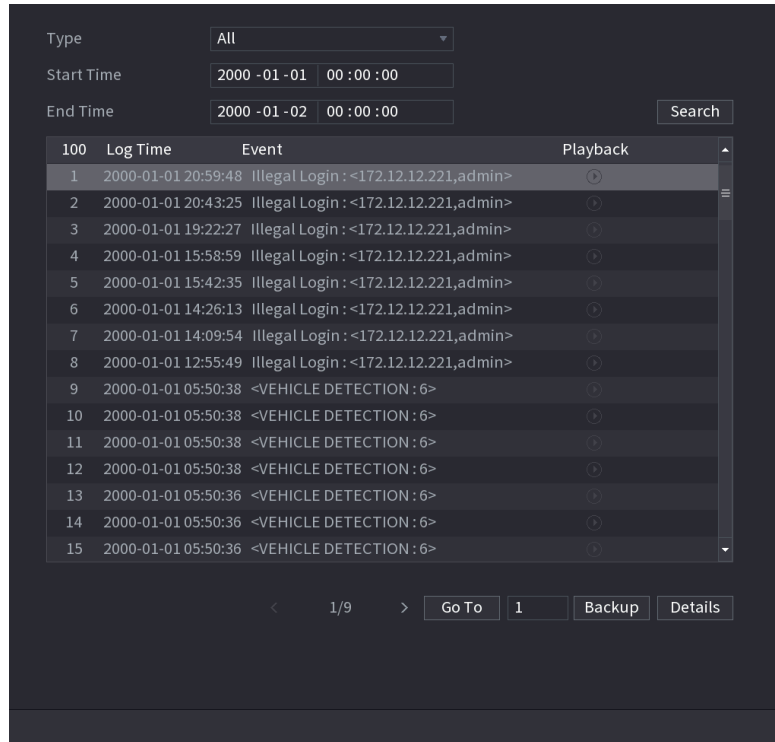 Type All
Start Time 2000 -01 -01 00 : 00 : 00
End Time 2000 -01 -02 00 : 00 : 00 Search
100 Log Time Event Playback
1 2000-01-01 20:59:48 Illegal Login : <172.12.12.221,admin>
2 2000-01-01 20:43:25 Illegal Login : <172.12.12.221,admin>
3 2000-01-01 19:22:27 Illegal Login : <172.12.12.221,admin>
4 2000-01-01 15:58:59 Illegal Login : <172.12.12.221,admin>
5 2000-01-01 15:42:35 Illegal Login : <172.12.12.221,admin>
6 2000-01-01 14:26:13 Illegal Login : <172.12.12.221,admin>
7 2000-01-01 14:09:54 Illegal Login : <172.12.12.221,admin>
8 2000-01-01 12:55:49 Illegal Login : <172.12.12.221,admin>
9 2000-01-01 05:50:38 <VEHICLE DETECTION : 6>
10 2000-01-01 05:50:38 <VEHICLE DETECTION : 6>
11 2000-01-01 05:50:38 <VEHICLE DETECTION : 6>
12 2000-01-01 05:50:38 <VEHICLE DETECTION : 6>
13 2000-01-01 05:50:36 <VEHICLE DETECTION : 6>
14 2000-01-01 05:50:36 <VEHICLE DETECTION : 6>
15 2000-01-01 05:50:36 <VEHICLE DETECTION : 6>
< 1/9 > Go To 1 Backup Details